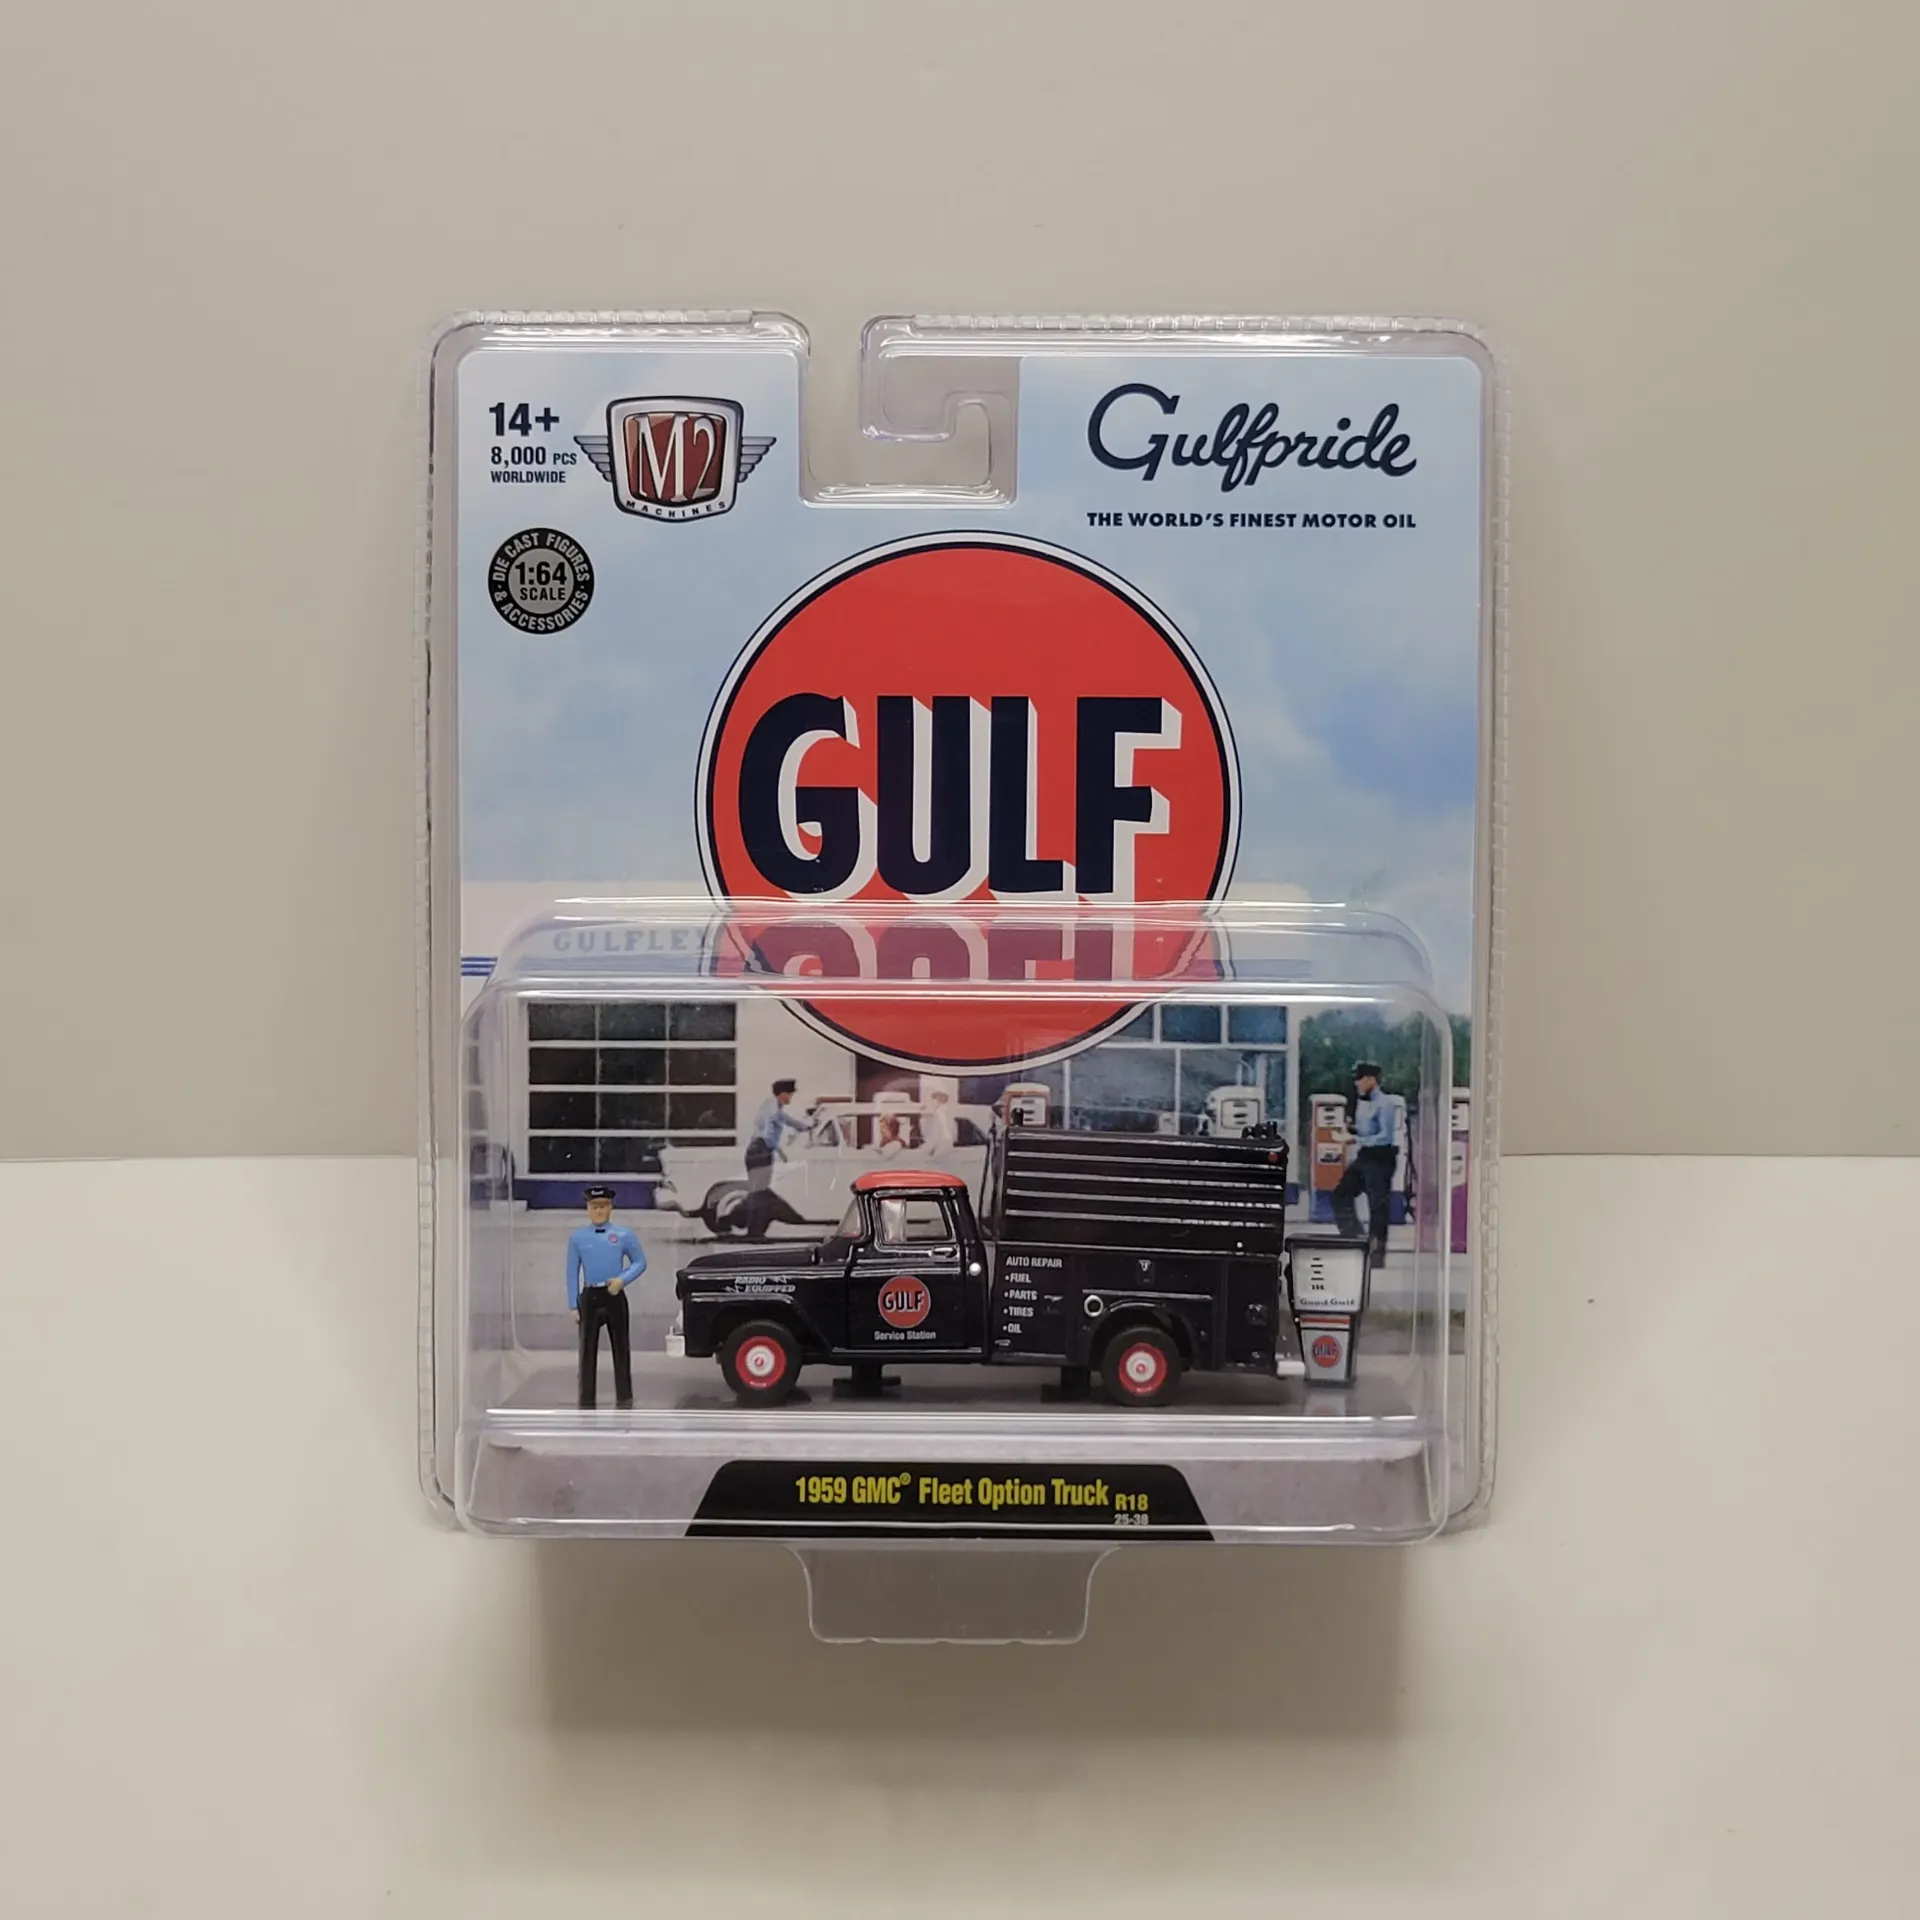 14+
8,000 PCS
WORLDWIDE
M2
MACHINES
Gulfpride
THE WORLD'S FINEST MOTOR OIL
DIE CAST FIGURES
1:64
SCALE
& ACCESSORIES
GULF
GULFLEX
RADIO
EQUIPPED
GULF
Service Station
AUTO REPAIR
• FUEL
• PARTS
• TIRES
• OIL
Good Gulf
GULF
1959 GMC® Fleet Option Truck R18
25-38